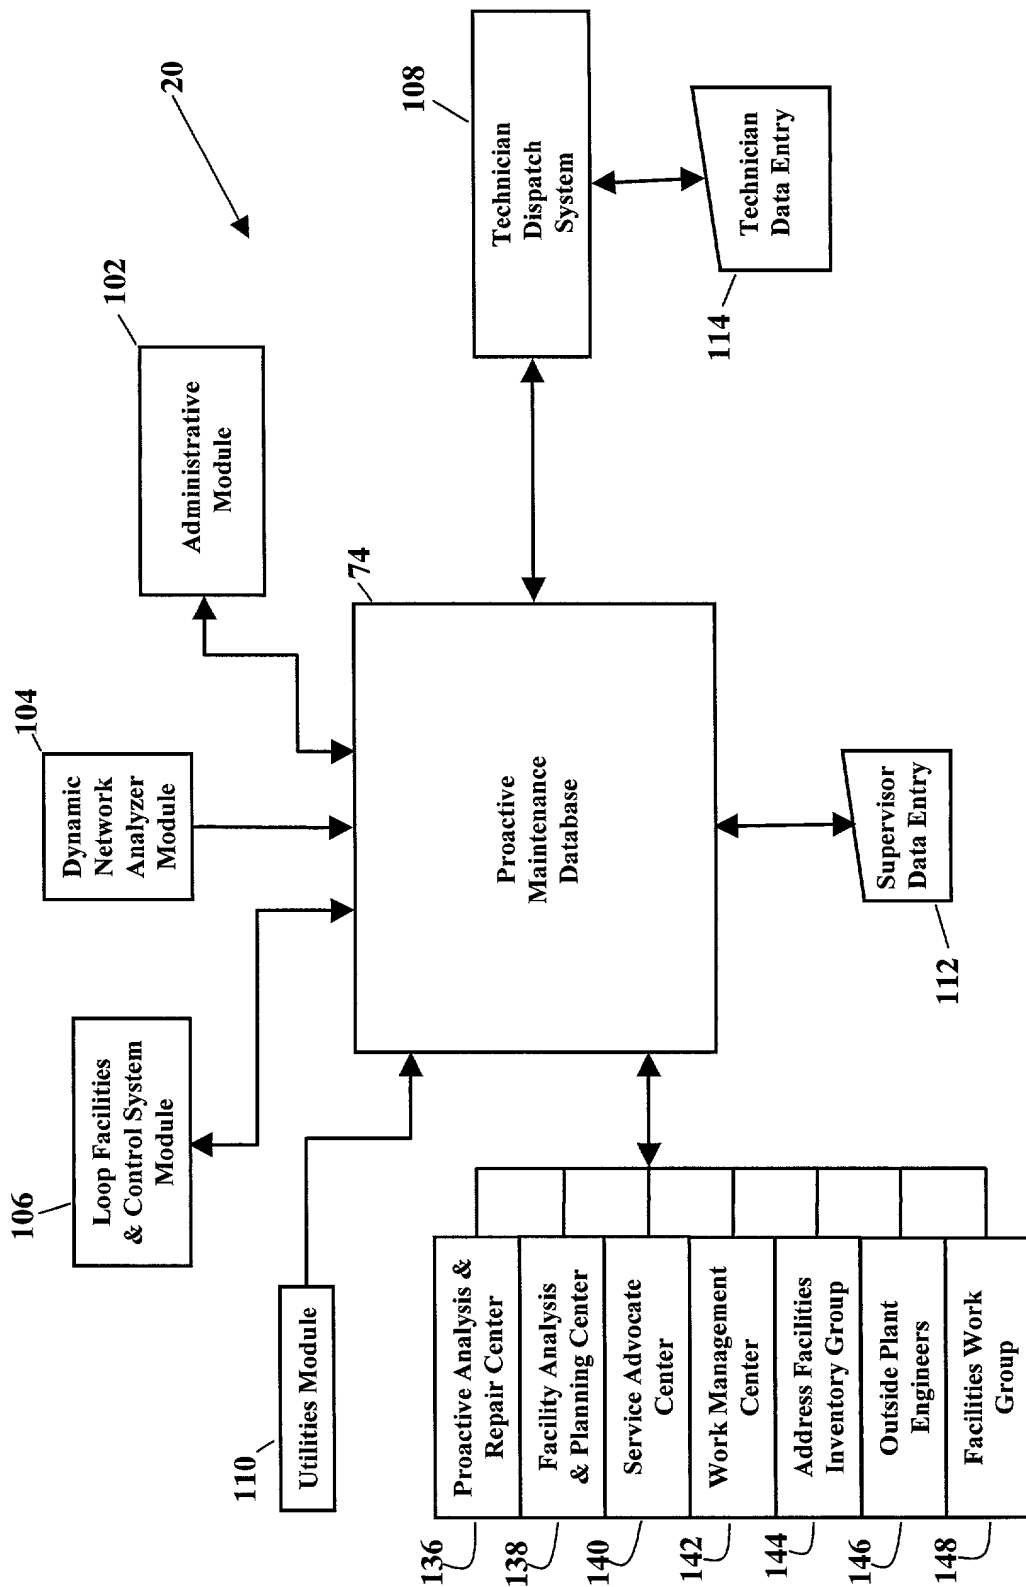 20
110
Utilities Module
106
Loop Facilities
& Control System
Module
104
Dynamic
Network
Analyzer
Module
102
Administrative
Module
74
Proactive
Maintenance
Database
108
Technician
Dispatch
System
114
Technician
Data Entry
112
Supervisor
Data Entry
136
Proactive Analysis &
Repair Center
138
Facility Analysis
& Planning Center
140
Service Advocate
Center
142
Work Management
Center
144
Address Facilities
Inventory Group
146
Outside Plant
Engineers
148
Facilities Work
Group